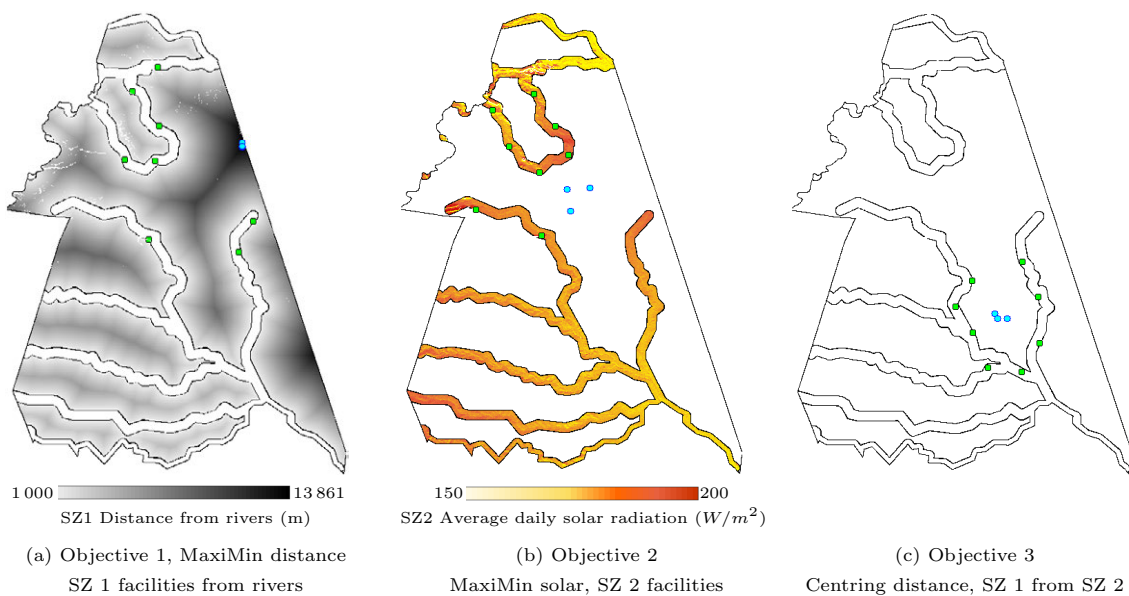 1 000 13 861
SZ1 Distance from rivers (m)
(a) Objective 1, MaxiMin distance
SZ 1 facilities from rivers
150 200
SZ2 Average daily solar radiation (W/m²)
(b) Objective 2
MaxiMin solar, SZ 2 facilities
(c) Objective 3
Centring distance, SZ 1 from SZ 2